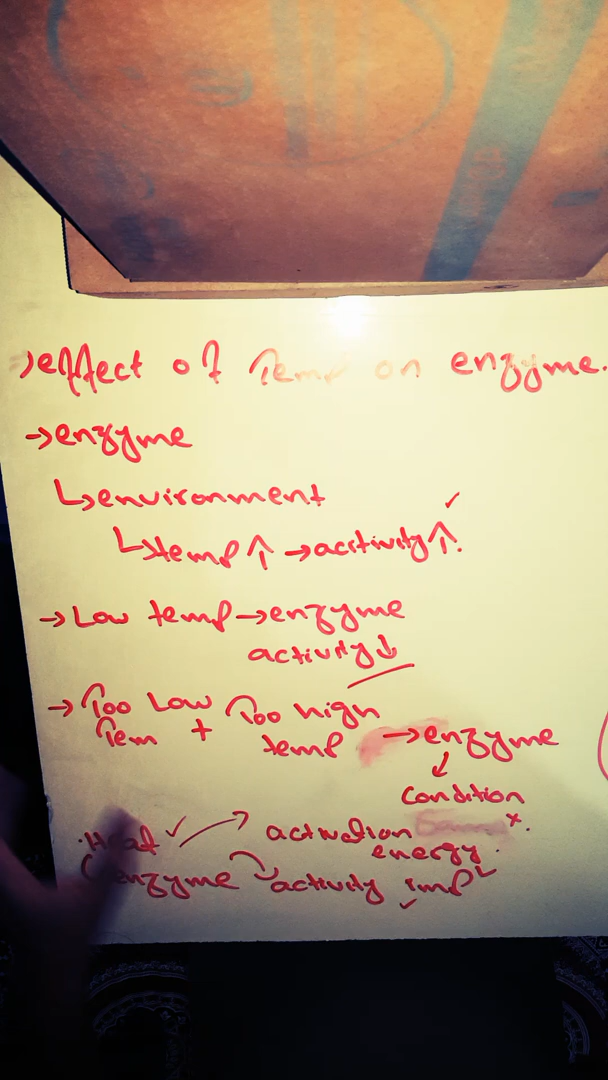 →effect of Temp on enzyme.
→enzyme
↳environment
↳temp↑ →acitivity↑. ✓
→Low temp→enzyme
activity↓
→Too Low Tem + Too high temp →enzyme
↓
condition
x.
.Heat ✓ → activation
energy.
enzyme activity imp ✓